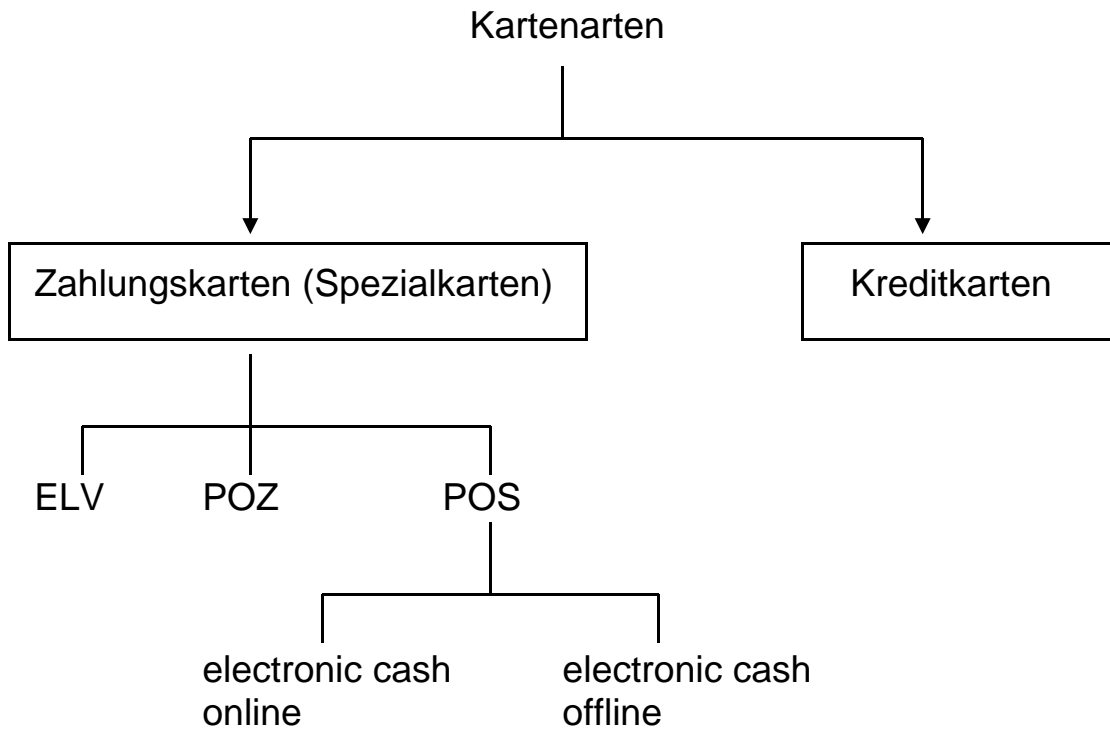 Kartenarten
Zahlungskarten (Spezialkarten)
Kreditkarten
ELV
POZ
POS
electronic cash
online
electronic cash
offline